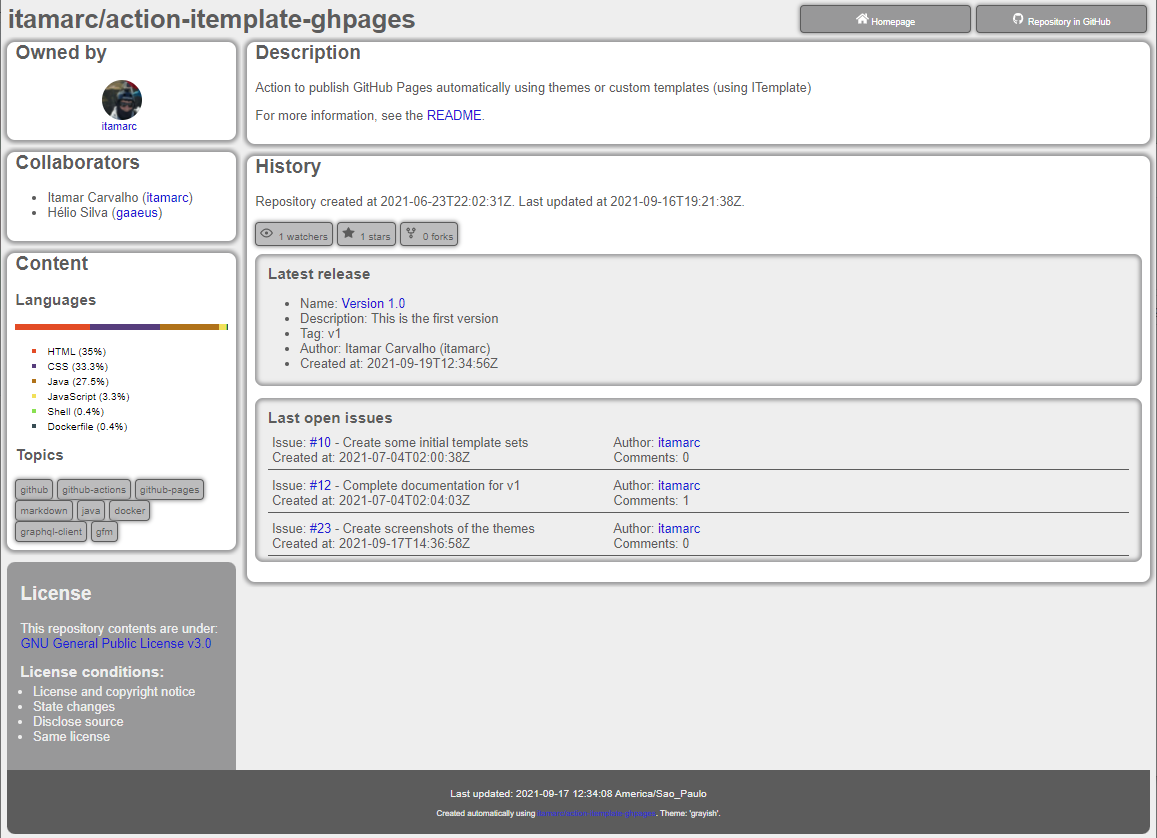 itamarc/action-itemplate-ghpages
Homepage
Repository in GitHub
Owned by
itamarc
Collaborators
Itamar Carvalho (itamarc)
Hélio Silva (gaaeus)
Content
Languages
HTML (35%)
CSS (33.3%)
Java (27.5%)
JavaScript (3.3%)
Shell (0.4%)
Dockerfile (0.4%)
Topics
github github-actions github-pages
markdown java docker
graphql-client gfm
License
This repository contents are under:
GNU General Public License v3.0
License conditions:
License and copyright notice
State changes
Disclose source
Same license
Description
Action to publish GitHub Pages automatically using themes or custom templates (using ITemplate)
For more information, see the README.
History
Repository created at 2021-06-23T22:02:31Z. Last updated at 2021-09-16T19:21:38Z.
1 watchers 1 stars 0 forks
Latest release
Name: Version 1.0
Description: This is the first version
Tag: v1
Author: Itamar Carvalho (itamarc)
Created at: 2021-09-19T12:34:56Z
Last open issues
Issue: #10 - Create some initial template sets Author: itamarc
Created at: 2021-07-04T02:00:38Z Comments: 0
Issue: #12 - Complete documentation for v1 Author: itamarc
Created at: 2021-07-04T02:04:03Z Comments: 1
Issue: #23 - Create screenshots of the themes Author: itamarc
Created at: 2021-09-17T14:36:58Z Comments: 0
Last updated: 2021-09-17 12:34:08 America/Sao_Paulo
Created automatically using itamarc/action-itemplate-ghpages. Theme: 'grayish'.